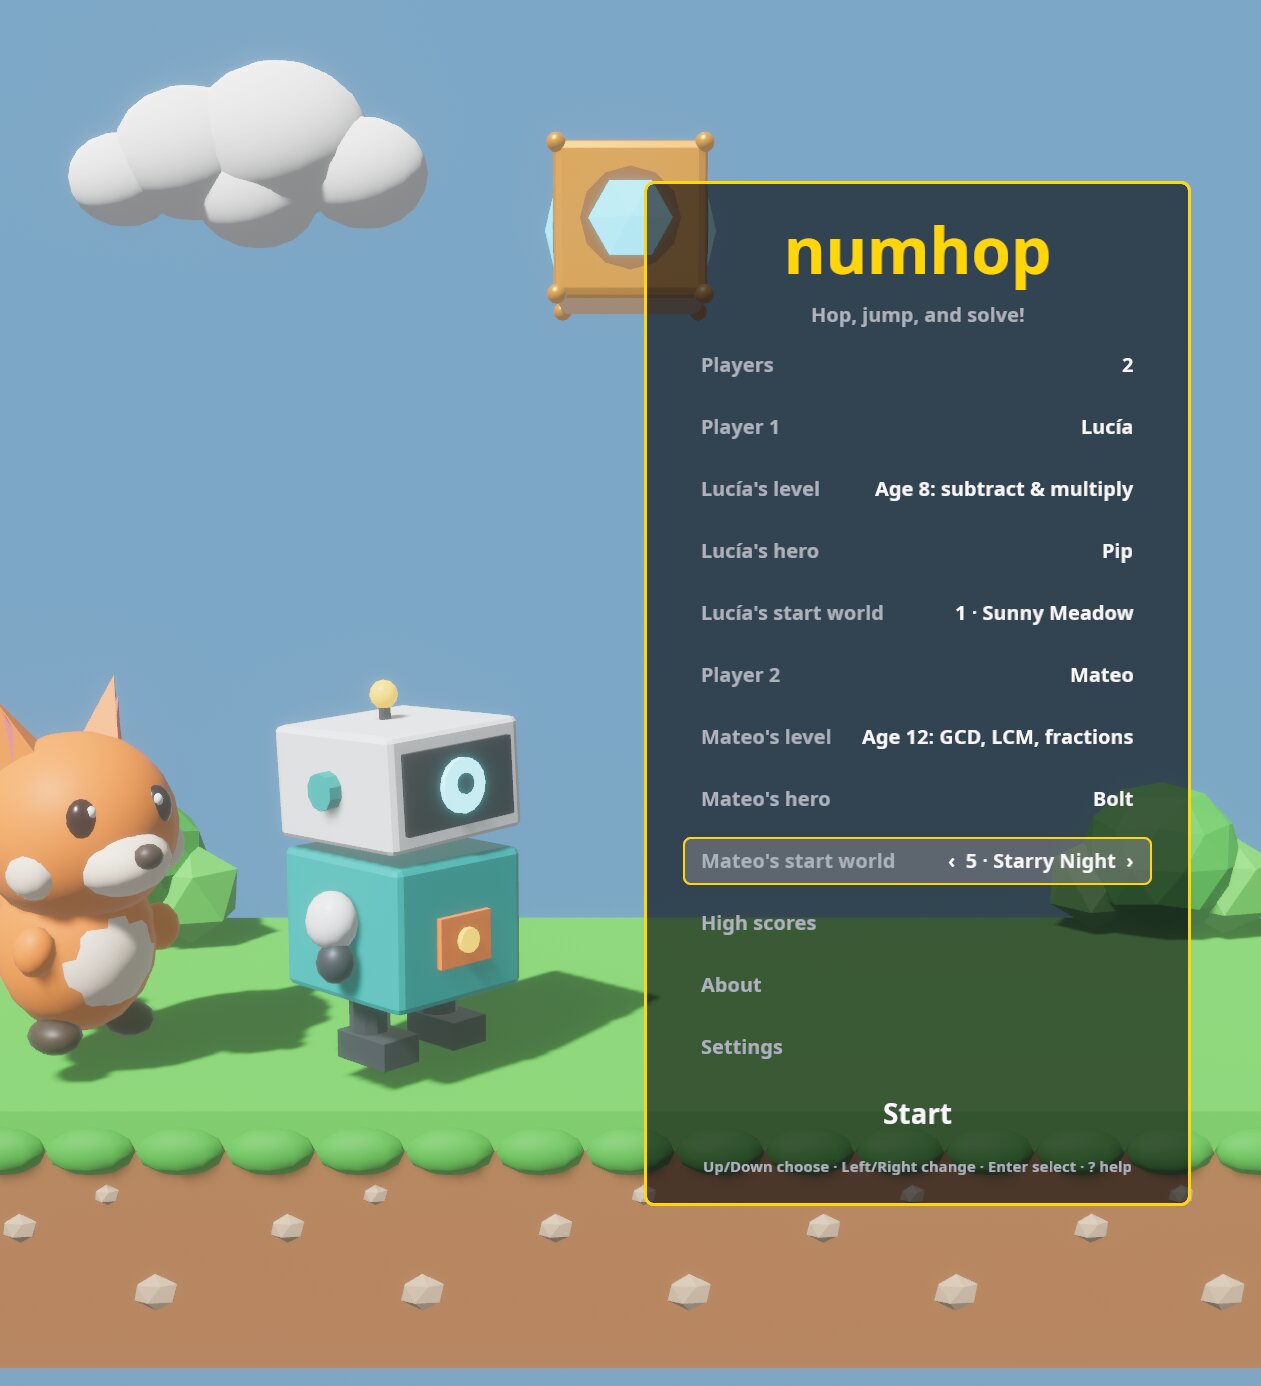 numhop
Hop, jump, and solve!
Players 2
Player 1 Lucía
Lucía's level Age 8: subtract & multiply
Lucía's hero Pip
Lucía's start world 1 · Sunny Meadow
Player 2 Mateo
Mateo's level Age 12: GCD, LCM, fractions
Mateo's hero Bolt
Mateo's start world ‹ 5 · Starry Night ›
High scores
About
Settings
Start
Up/Down choose · Left/Right change · Enter select · ? help